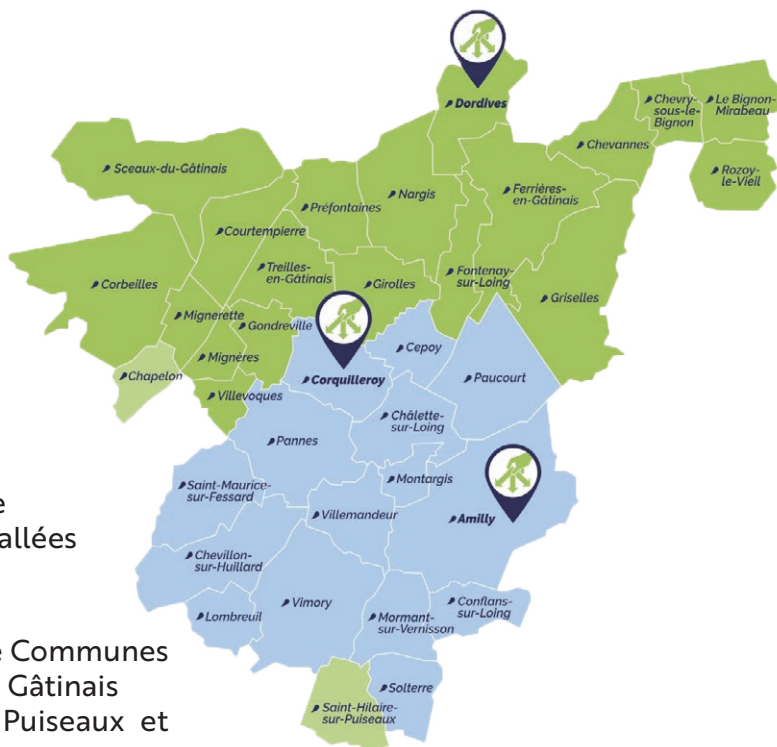 Dordives
Chevry-
sous-le-
Bignon
Le Bignon-
Mirabeau
Chevannes
Sceaux-du-Gâtinais
Rozoy-
le-Vieil
Préfontaines
Nargis
Ferrières-
en-Gâtinais
Courtempierre
Treilles-
en-Gâtinais
Girolles
Fontenay-
sur-Loing
Corbeilles
Griselles
Mignerette
Gondreville
Cepoy
Mignères
Chapelon
Corquilleroy
Paucourt
Villevoques
Châlette-
sur-Loing
Pannes
Montargis
Saint-Maurice-
sur-Fessard
Villemandeur
Amilly
e
allées
Chevillon-
sur-Huillard
Vimory
Conflans-
sur-Loing
Lombreuil
Mormant-
sur-Vernisson
e Communes
Gâtinais
Puiseaux et
Solterre
Saint-Hilaire-
sur-Puiseaux